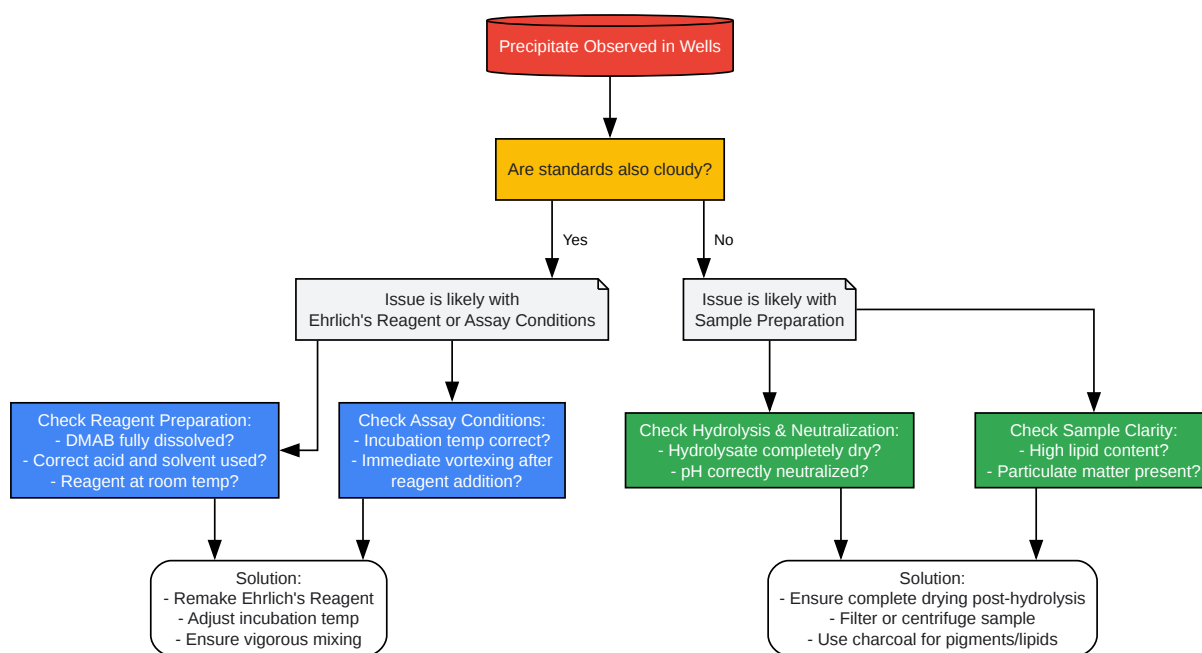 Precipitate Observed in Wells
Are standards also cloudy?
Yes
No
Issue is likely with
Ehrlich's Reagent or Assay Conditions
Issue is likely with
Sample Preparation
Check Reagent Preparation:
- DMAB fully dissolved?
- Correct acid and solvent used?
- Reagent at room temp?
Check Assay Conditions:
- Incubation temp correct?
- Immediate vortexing after
reagent addition?
Check Hydrolysis & Neutralization:
- Hydrolysate completely dry?
- pH correctly neutralized?
Check Sample Clarity:
- High lipid content?
- Particulate matter present?
Solution:
- Remake Ehrlich's Reagent
- Adjust incubation temp
- Ensure vigorous mixing
Solution:
- Ensure complete drying post-hydrolysis
- Filter or centrifuge sample
- Use charcoal for pigments/lipids